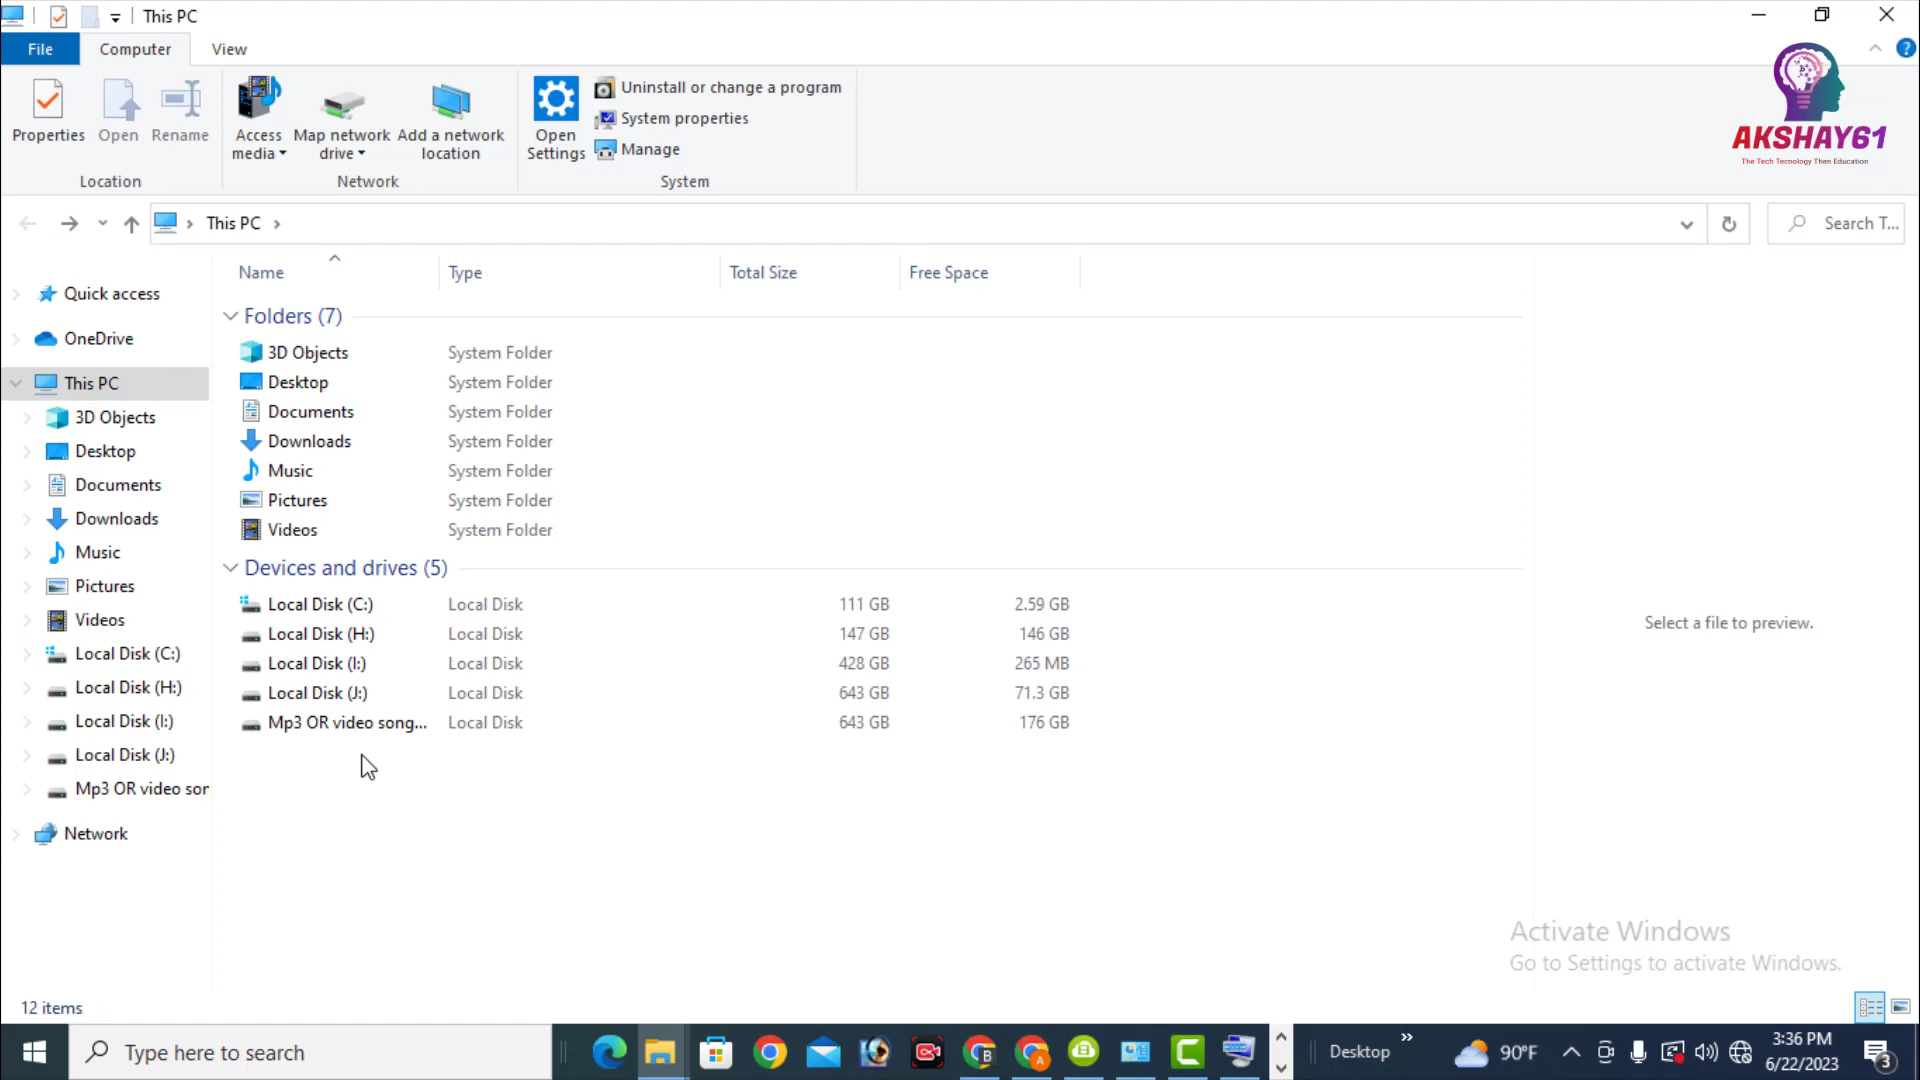 This PC
File Computer View
Properties Open Rename
Access media Map network drive Add a network location
Open Settings
Uninstall or change a program
System properties
Manage
Location Network System
AKSHAY61
The Tech Tecnology Then Education
This PC
Search T...
Name Type Total Size Free Space
Quick access
OneDrive
This PC
3D Objects
Desktop
Documents
Downloads
Music
Pictures
Videos
Local Disk (C:)
Local Disk (H:)
Local Disk (I:)
Local Disk (J:)
Mp3 OR video sor
Network
Folders (7)
3D Objects System Folder
Desktop System Folder
Documents System Folder
Downloads System Folder
Music System Folder
Pictures System Folder
Videos System Folder
Devices and drives (5)
Local Disk (C:) Local Disk 111 GB 2.59 GB
Local Disk (H:) Local Disk 147 GB 146 GB
Local Disk (I:) Local Disk 428 GB 265 MB
Local Disk (J:) Local Disk 643 GB 71.3 GB
Mp3 OR video song... Local Disk 643 GB 176 GB
Select a file to preview.
Activate Windows
Go to Settings to activate Windows.
12 items
Type here to search
B
A
Desktop
90°F
3:36 PM
6/22/2023
3